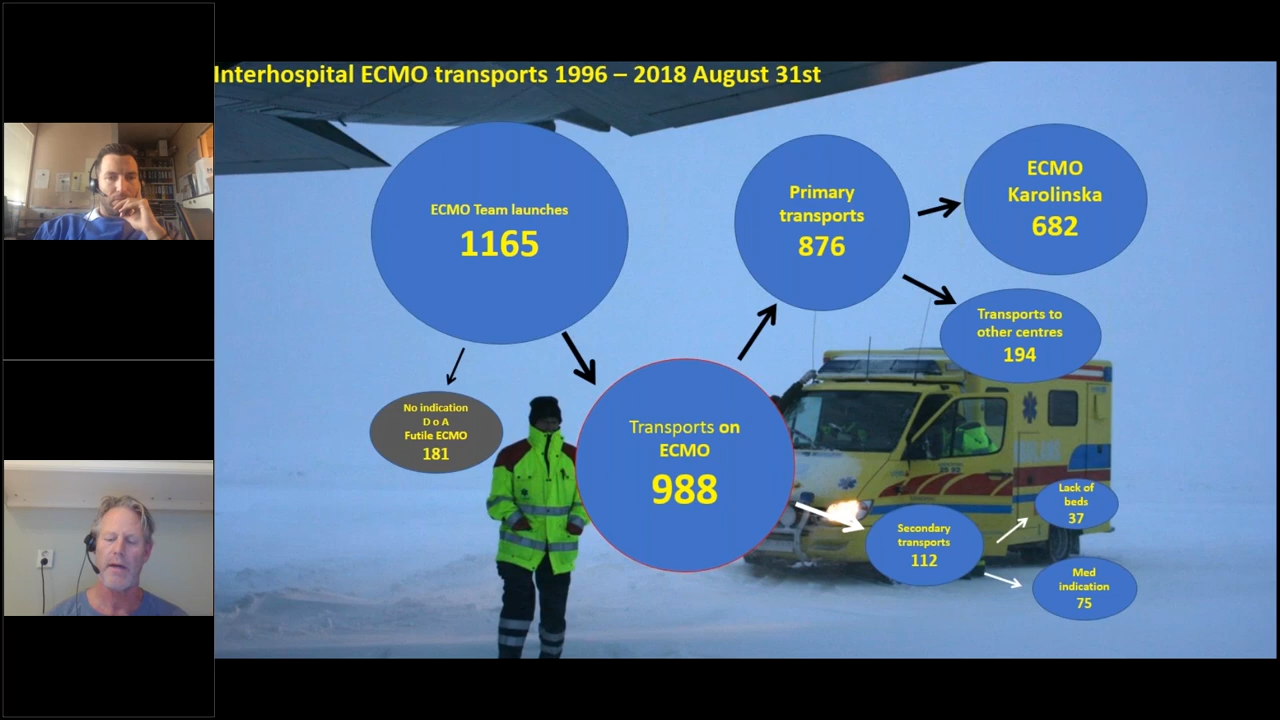 Interhospital ECMO transports 1996 – 2018 August 31st
ECMO Team launches
1165
No indication
D o A
Futile ECMO
181
Transports on
ECMO
988
Primary
transports
876
ECMO
Karolinska
682
Transports to
other centres
194
Secondary
transports
112
Lack of
beds
37
Med
indication
75